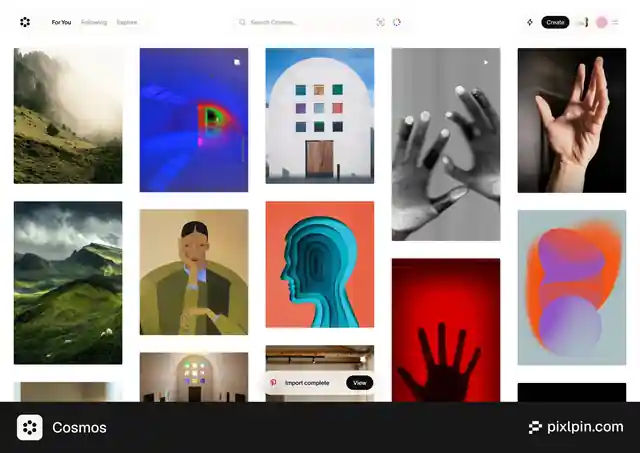 For You Following Explore
Search Cosmos...
Create
Import complete
View
Cosmos
pixlpin.com